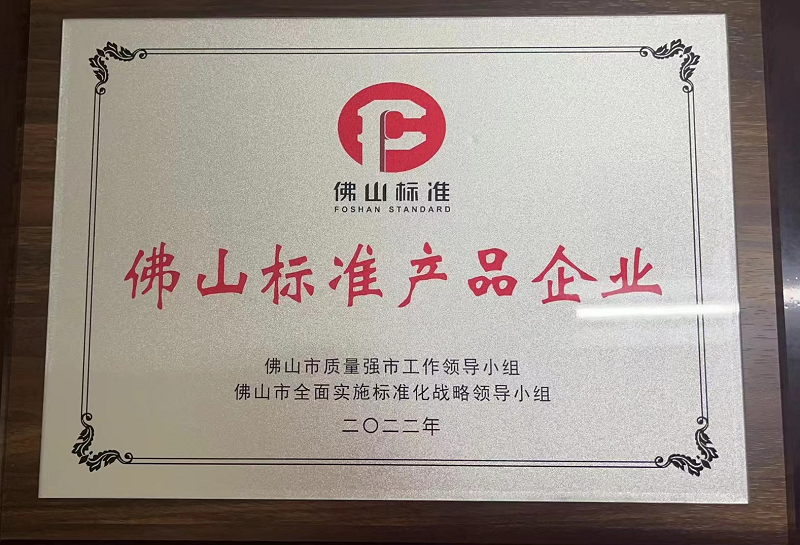 佛山标准
FOSHAN STANDARD
佛山标准产品企业
佛山市质量强市工作领导小组
佛山市全面实施标准化战略领导小组
二〇二二年